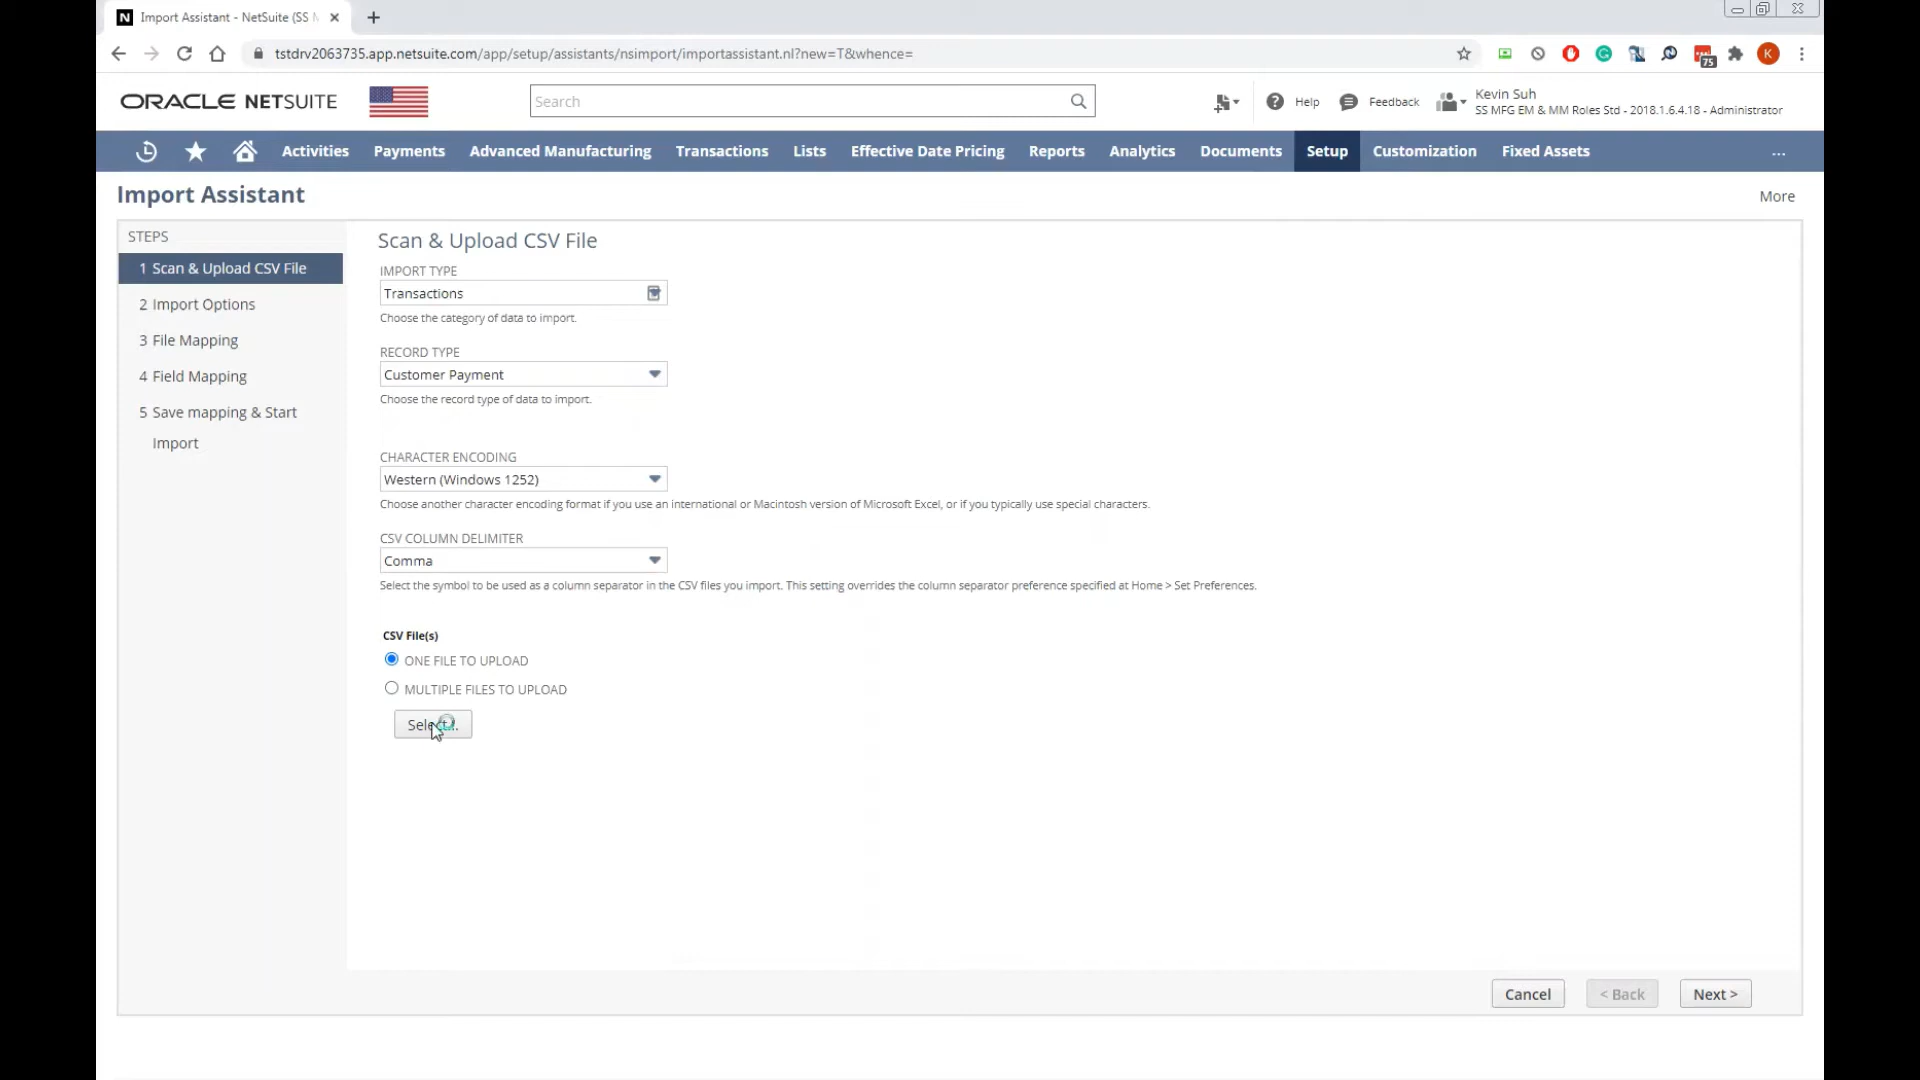 N Import Assistant - NetSuite (SS
tstdrv2063735.app.netsuite.com/app/setup/assistants/nsimport/importassistant.nl?new=T&whence=
75
K
ORACLE NETSUITE
Search
Help
Feedback
Kevin Suh
SS MFG EM & MM Roles Std - 2018.1.6.4.18 - Administrator
Activities Payments Advanced Manufacturing Transactions Lists Effective Date Pricing Reports Analytics Documents Setup Customization Fixed Assets ...
Import Assistant
More
STEPS
1 Scan & Upload CSV File
2 Import Options
3 File Mapping
4 Field Mapping
5 Save mapping & Start
Import
Scan & Upload CSV File
IMPORT TYPE
Transactions
Choose the category of data to import.
RECORD TYPE
Customer Payment
Choose the record type of data to import.
CHARACTER ENCODING
Western (Windows 1252)
Choose another character encoding format if you use an international or Macintosh version of Microsoft Excel, or if you typically use special characters.
CSV COLUMN DELIMITER
Comma
Select the symbol to be used as a column separator in the CSV files you import. This setting overrides the column separator preference specified at Home > Set Preferences.
CSV File(s)
ONE FILE TO UPLOAD
MULTIPLE FILES TO UPLOAD
Select...
Cancel
< Back
Next >